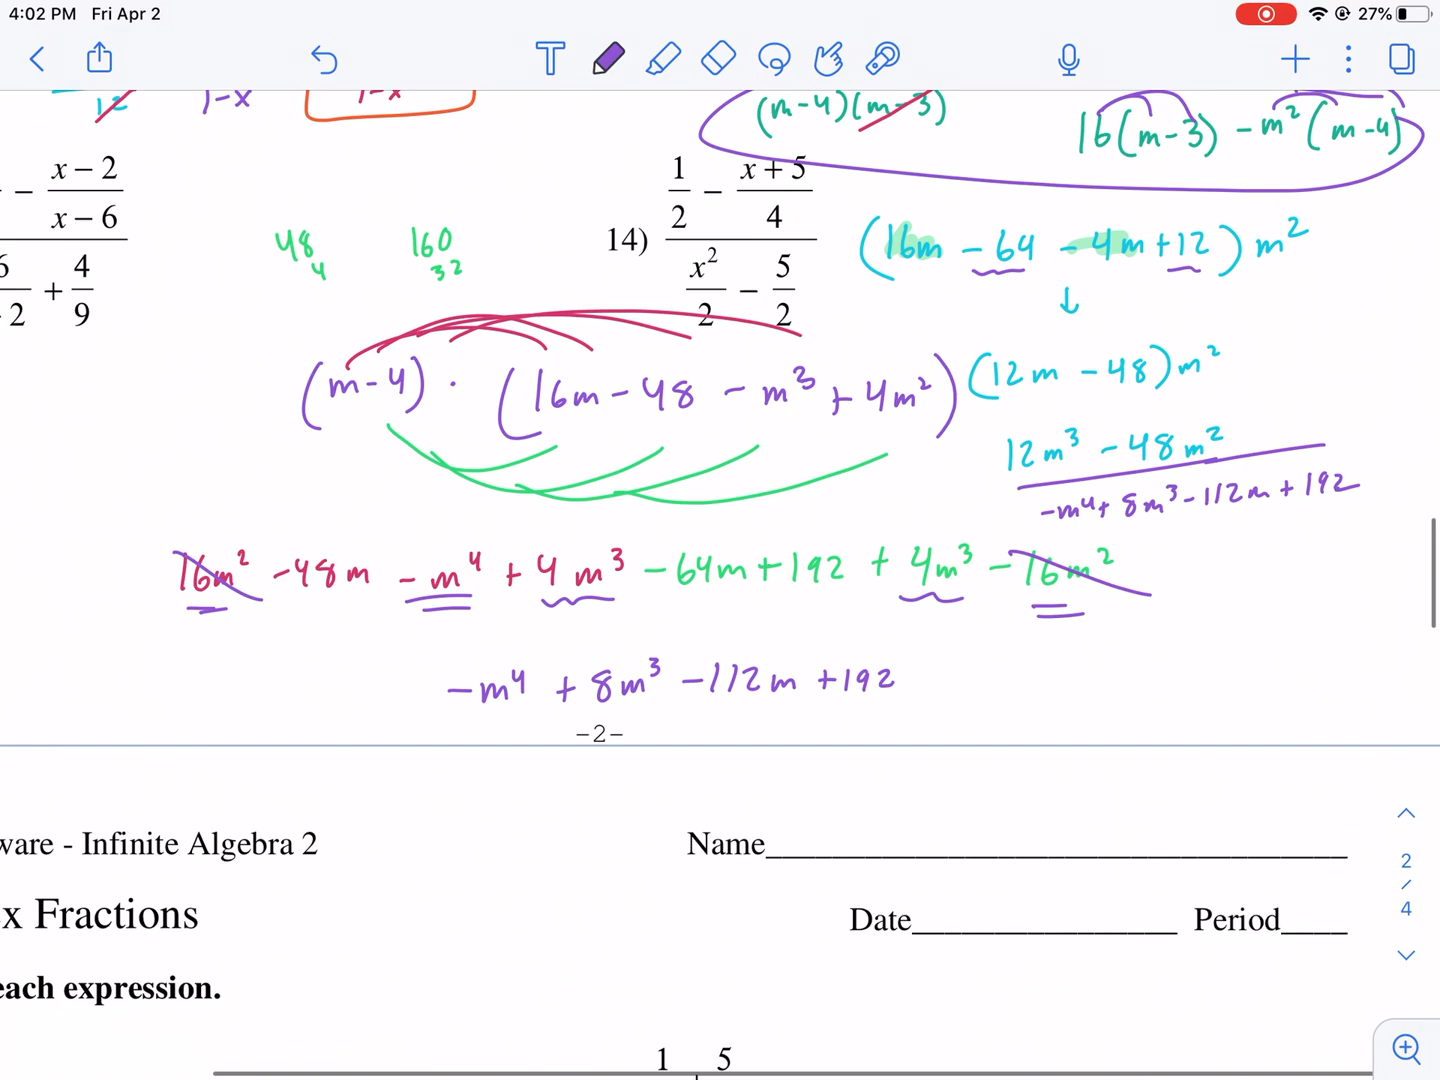 4:02 PM Fri Apr 2 27%
(m-4)(m-3) 16(m-3) - m²(m-4)
1-x
- x - 2 / x - 6
48 4
160 32
14) 1/2 - x + 5 / 4
x²/2 - 5/2
+ 4/9
(16m - 64 - 4m + 12) m²
↓
(m-4) · (16m - 48 - m³ + 4m²) (12m - 48) m²
12m³ - 48m²
-m⁴ + 8m³ - 112m + 192
16m² - 48m - m⁴ + 4m³ - 64m + 192 + 4m³ - 16m²
-m⁴ + 8m³ - 112m + 192
-2-
ware - Infinite Algebra 2 Name
x Fractions Date Period
each expression.
1 5
2 / 4